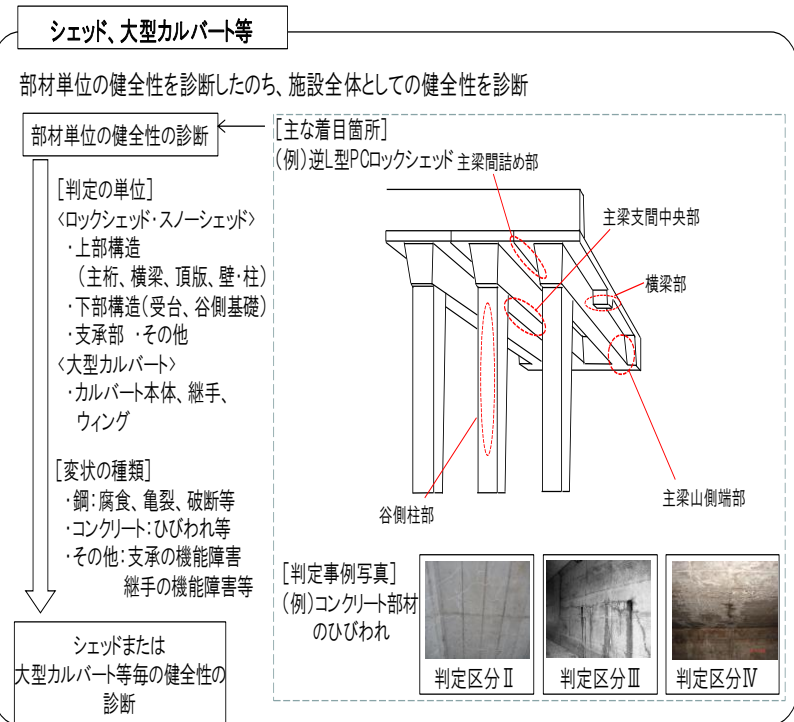 シェッド、大型カルバート等
部材単位の健全性を診断したのち、施設全体としての健全性を診断
部材単位の健全性の診断
[判定の単位]
<ロックシェッド・スノーシェッド>
・上部構造
(主桁、横梁、頂版、壁・柱)
・下部構造(受台、谷側基礎)
・支承部 ・その他
<大型カルバート>
・カルバート本体、継手、
ウィング
[変状の種類]
・鋼:腐食、亀裂、破断等
・コンクリート:ひびわれ等
・その他:支承の機能障害
継手の機能障害等
シェッドまたは
大型カルバート等毎の健全性の
診断
[主な着目箇所]
(例)逆L型PCロックシェッド
主梁間詰め部
主梁支間中央部
横梁部
主梁山側端部
谷側柱部
[判定事例写真]
(例)コンクリート部材
のひびわれ
判定区分Ⅱ
判定区分Ⅲ
判定区分Ⅳ